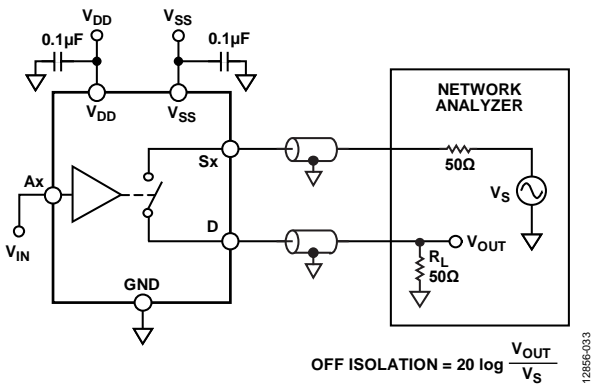 VDD
VSS
0.1µF
0.1µF
VDD
VSS
NETWORK
ANALYZER
Sx
50Ω
Ax
VS
D
VOUT
VIN
RL
50Ω
GND
OFF ISOLATION = 20 log VOUT
VS
12856-033